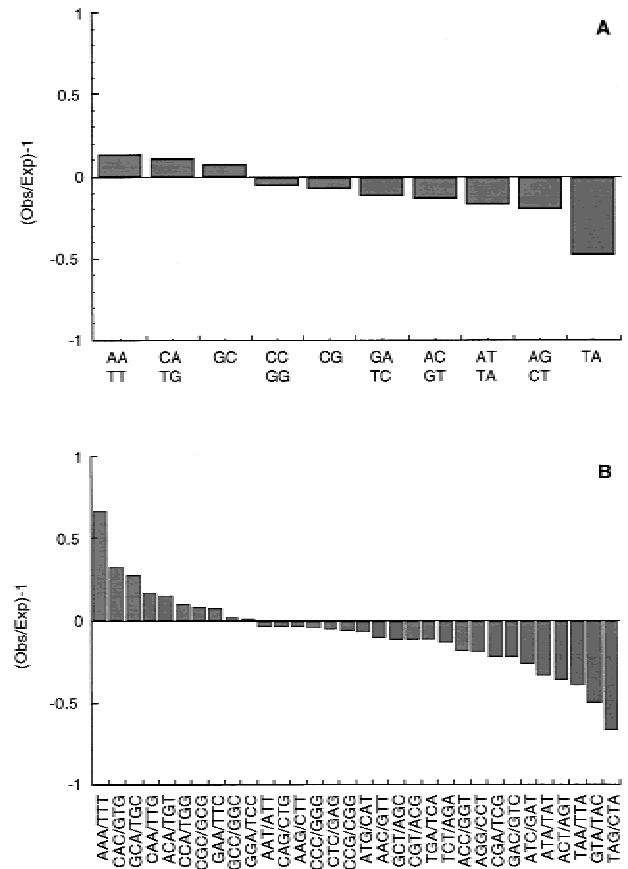 A
1
0.5
0
-0.5
-1
(Obs/Exp)-1
AA CA GC CC CG GA AC AT AG TA
TT TG GG TC GT TA CT
B
1
0.5
0
-0.5
-1
(Obs/Exp)-1
AAA/TTT
CAC/GTG
GCA/TGC
CAA/TTG
ACA/TGT
CCA/TGG
CGC/GCG
GAA/TTC
GCC/GGC
GGA/TCC
AAT/ATT
CAG/CTG
AAG/CTT
CCC/GGG
CTC/GAG
CCG/CGG
ATG/CAT
AAC/GTT
GCT/AGC
CGT/ACG
TGA/TCA
TCT/AGA
ACC/GGT
AGG/CCT
CGA/TCG
GAC/GTC
ATC/GAT
ATA/TAT
ACT/AGT
TAA/TTA
GTA/TAC
TAG/CTA